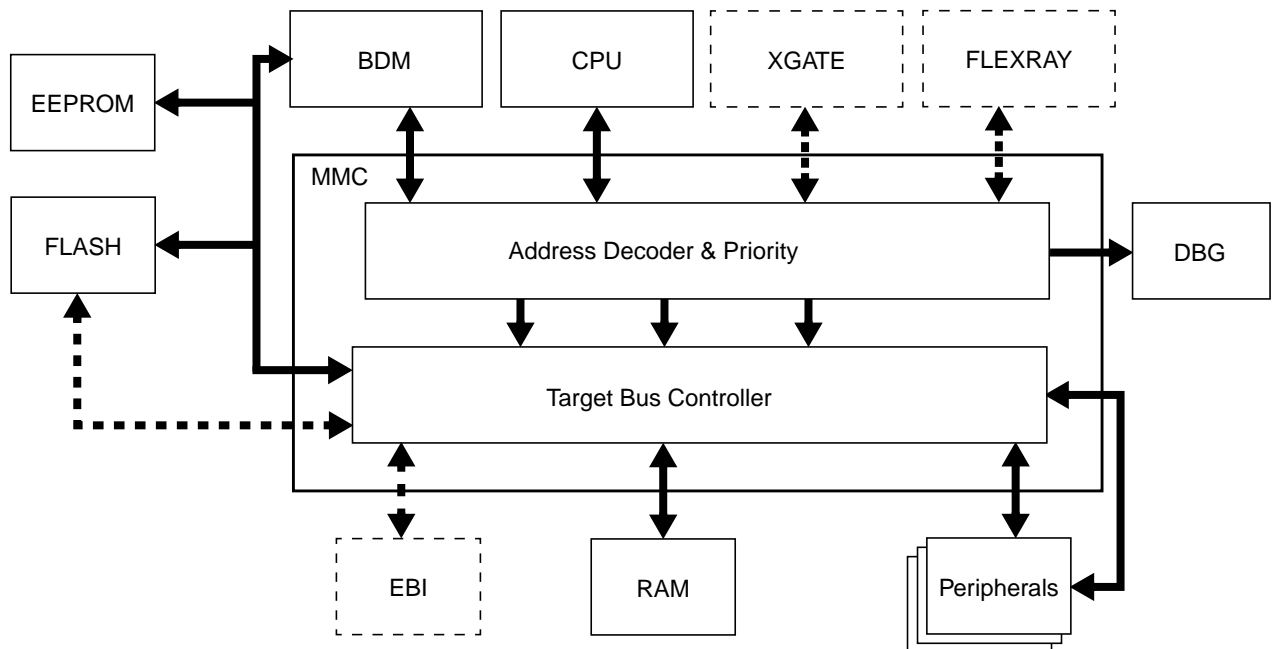 BDM
CPU
XGATE
FLEXRAY
EEPROM
MMC
FLASH
Address Decoder & Priority
DBG
Target Bus Controller
EBI
RAM
Peripherals